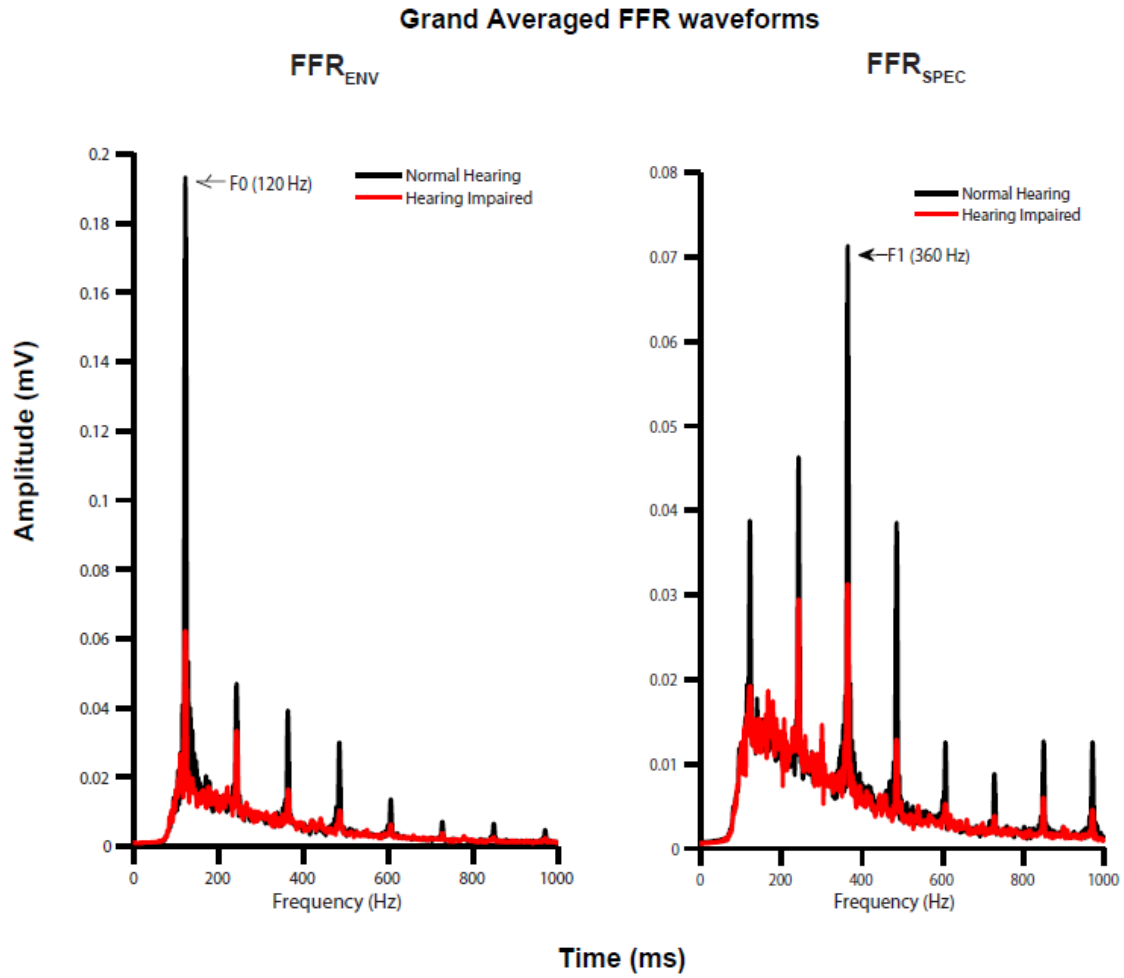 Grand Averaged FFR waveforms
FFR_ENV
FFR_SPEC
Amplitude (mV)
0.2
0.18
0.16
0.14
0.12
0.1
0.08
0.06
0.04
0.02
0
F0 (120 Hz)
Normal Hearing
Hearing Impaired
0 200 400 600 800 1000
Frequency (Hz)
0.08
0.07
0.06
0.05
0.04
0.03
0.02
0.01
0
Normal Hearing
Hearing Impaired
F1 (360 Hz)
0 200 400 600 800 1000
Frequency (Hz)
Time (ms)